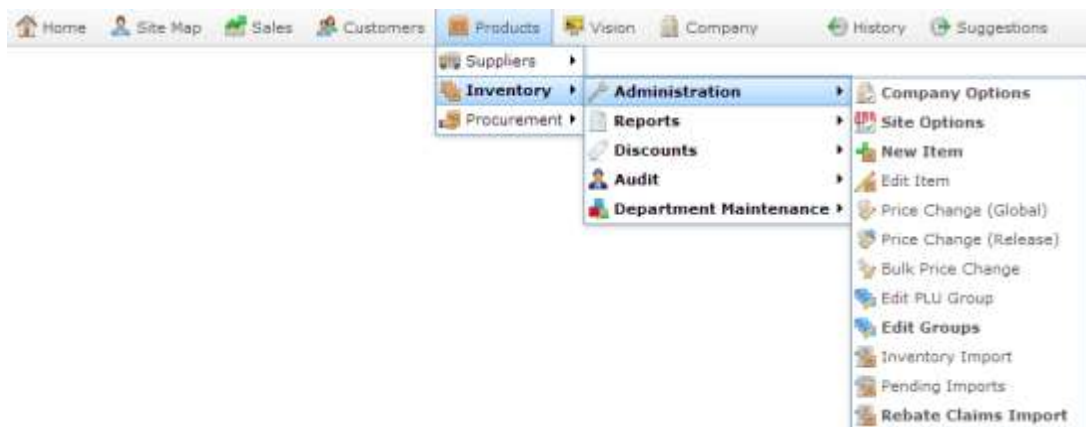 Home Site Map Sales Customers Products Vision Company History Suggestions
Suppliers
Inventory
Procurement
Administration
Reports
Discounts
Audit
Department Maintenance
Company Options
Site Options
New Item
Edit Item
Price Change (Global)
Price Change (Release)
Bulk Price Change
Edit PLU Group
Edit Groups
Inventory Import
Pending Imports
Rebate Claims Import